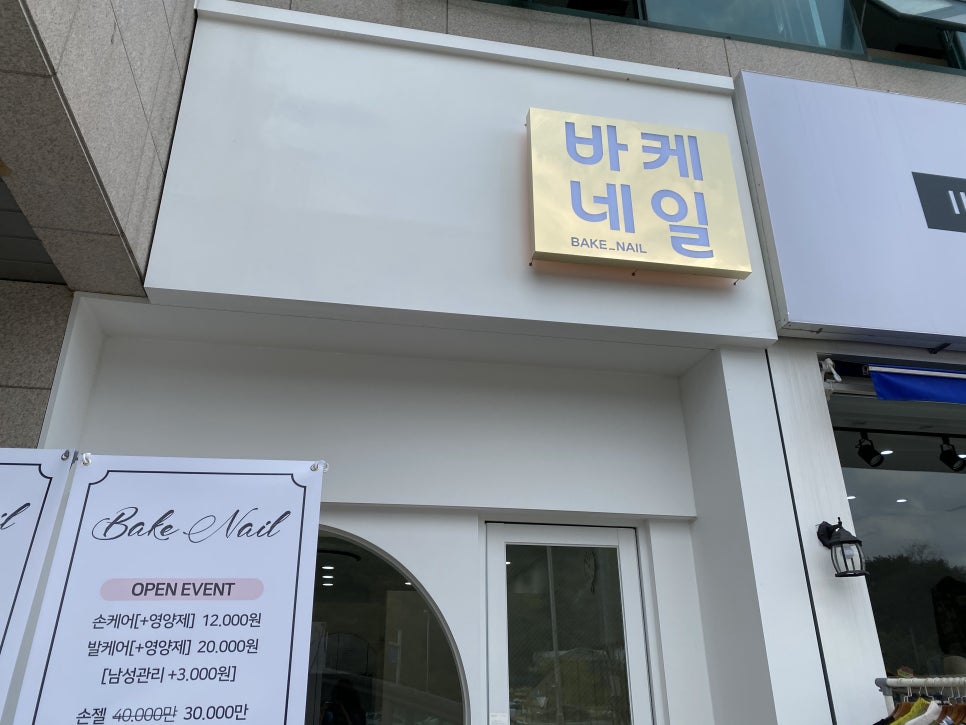 바케
네일
BAKE_NAIL
Bake Nail
OPEN EVENT
손케어[+영양제] 12.000원
발케어[+영양제] 20.000원
[남성관리 +3.000원]
손젤 40.000만 30.000만